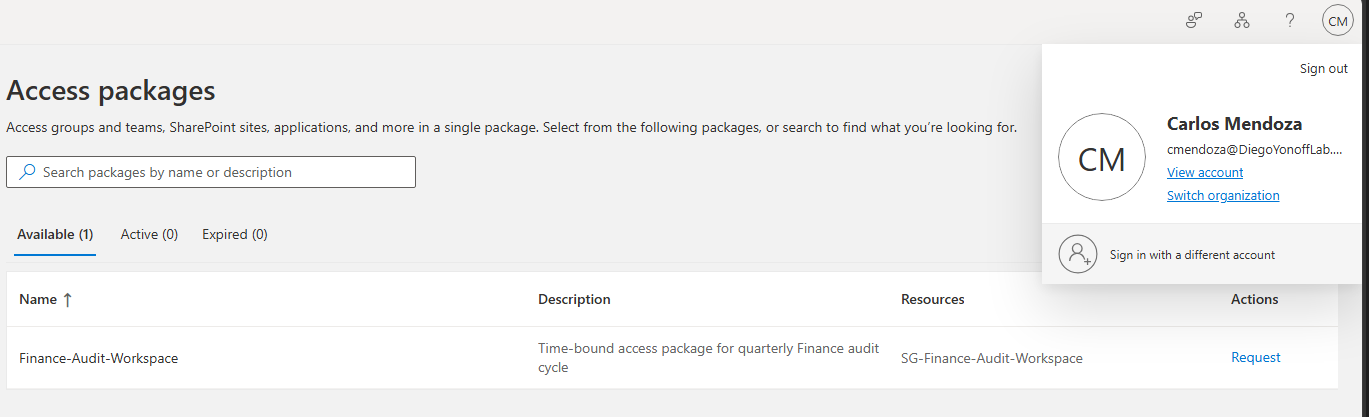 CM
Sign out
Access packages
Access groups and teams, SharePoint sites, applications, and more in a single package. Select from the following packages, or search to find what you're looking for.
Search packages by name or description
CM
Carlos Mendoza
cmendoza@DiegoYonoffLab....
View account
Switch organization
Sign in with a different account
Available (1) Active (0) Expired (0)
Name ↑ Description Resources Actions
Finance-Audit-Workspace
Time-bound access package for quarterly Finance audit
cycle
SG-Finance-Audit-Workspace
Request